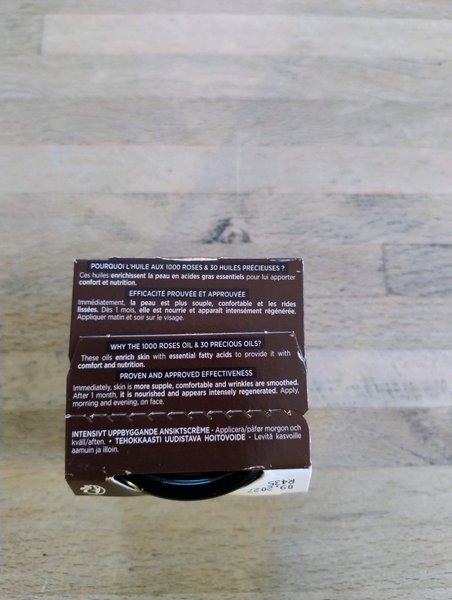 POURQUOI L'HUILE AUX 1000 ROSES & 30 HUILES PRÉCIEUSES ?
Ces huiles enrichissent la peau en acides gras essentiels pour lui apporter
confort et nutrition.
EFFICACITÉ PROUVÉE ET APPROUVÉE
Immédiatement, la peau est plus souple, confortable et les rides
lissées. Dès 1 mois, elle est nourrie et apparaît intensément régénérée.
Appliquer matin et soir sur le visage.
WHY THE 1000 ROSES OIL & 30 PRECIOUS OILS?
These oils enrich skin with essential fatty acids to provide it with
comfort and nutrition.
PROVEN AND APPROVED EFFECTIVENESS
Immediately, skin is more supple, comfortable and wrinkles are smoothed.
After 1 month, it is nourished and appears intensely regenerated. Apply,
morning and evening, on face.
INTENSIVT UPPBYGGANDE ANSIKTSCRÈME - Applicera/påfør morgon och
kväll/aften. • TEHOKKAASTI UUDISTAVA HOITOVOIDE - Levitä kasvoille
aamuin ja illoin.
09.2027
R435